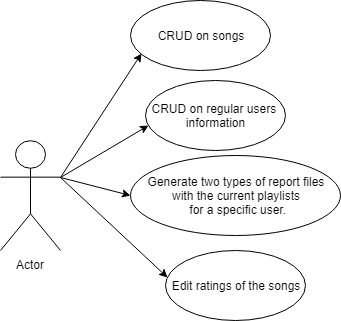 CRUD on songs
CRUD on regular users
information
Generate two types of report files
with the current playlists
for a specific user.
Actor
Edit ratings of the songs